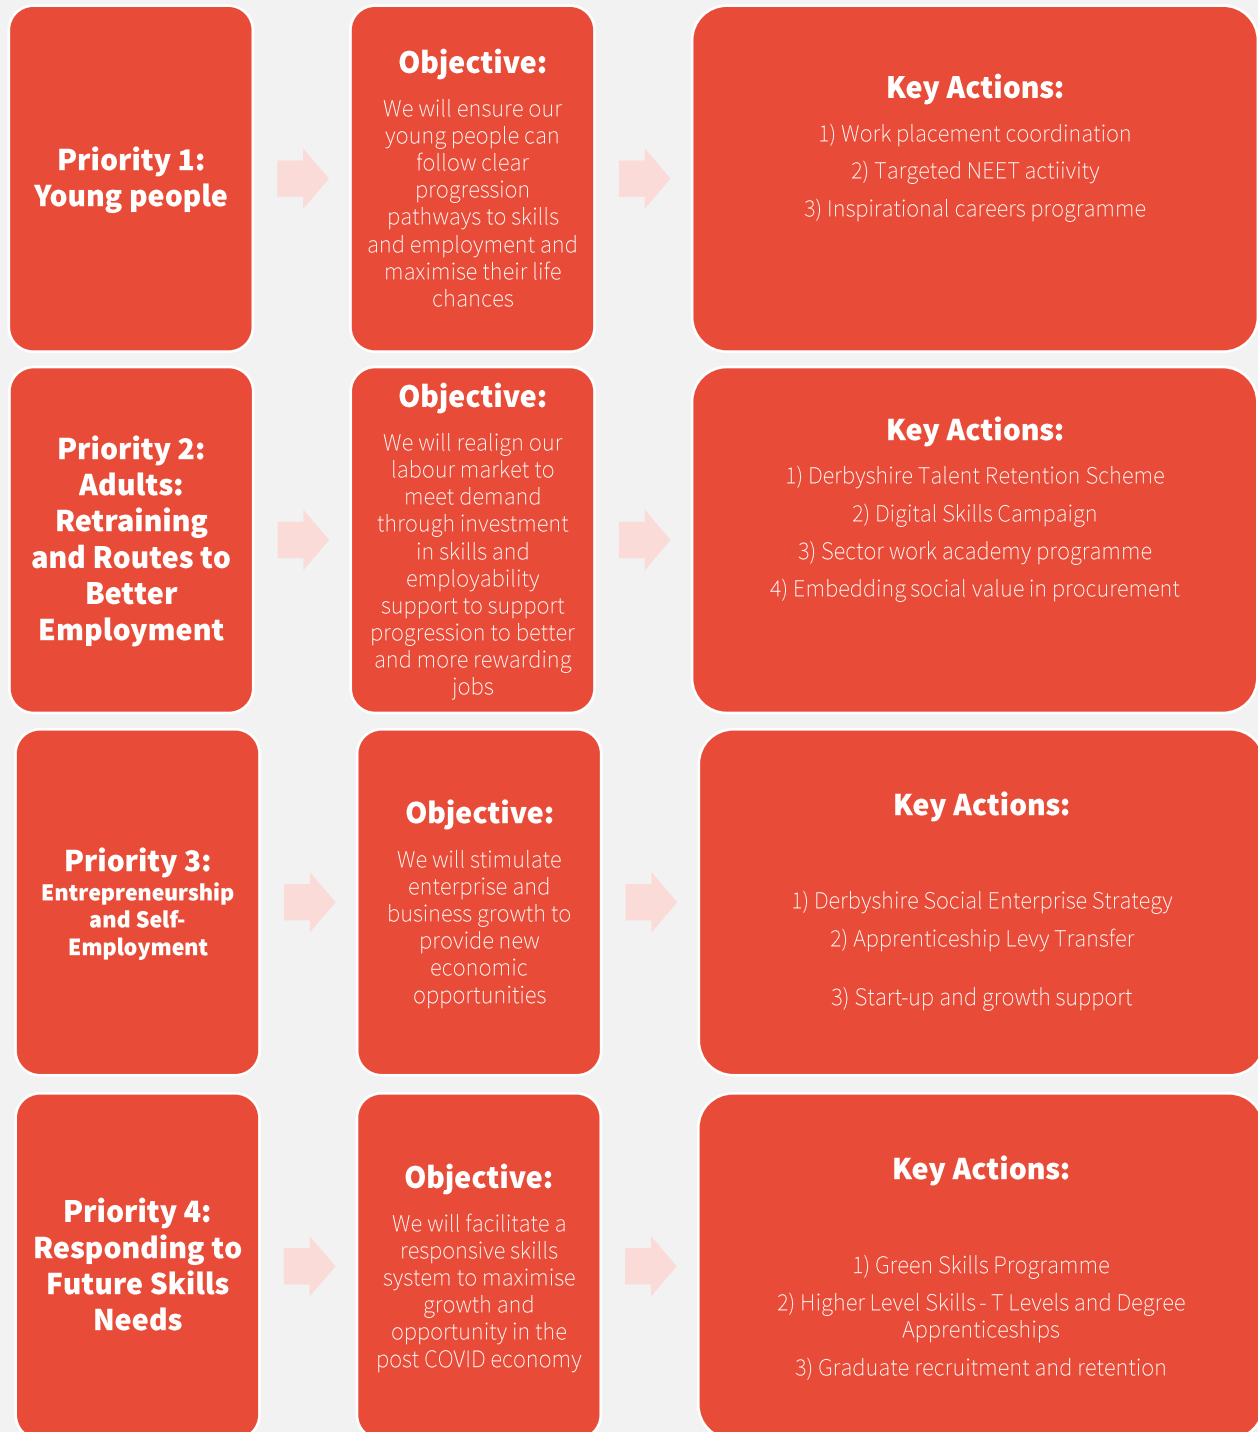 Priority 1:
Young people
Objective:
We will ensure our
young people can
follow clear
progression
pathways to skills
and employment and
maximise their life
chances
Key Actions:
1) Work placement coordination
2) Targeted NEET actiivity
3) Inspirational careers programme
Priority 2:
Adults:
Retraining
and Routes to
Better
Employment
Objective:
We will realign our
labour market to
meet demand
through investment
in skills and
employability
support to support
progression to better
and more rewarding
jobs
Key Actions:
1) Derbyshire Talent Retention Scheme
2) Digital Skills Campaign
3) Sector work academy programme
4) Embedding social value in procurement
Priority 3:
Entrepreneurship
and Self-
Employment
Objective:
We will stimulate
enterprise and
business growth to
provide new
economic
opportunities
Key Actions:
1) Derbyshire Social Enterprise Strategy
2) Apprenticeship Levy Transfer
3) Start-up and growth support
Priority 4:
Responding to
Future Skills
Needs
Objective:
We will facilitate a
responsive skills
system to maximise
growth and
opportunity in the
post COVID economy
Key Actions:
1) Green Skills Programme
2) Higher Level Skills - T Levels and Degree
Apprenticeships
3) Graduate recruitment and retention